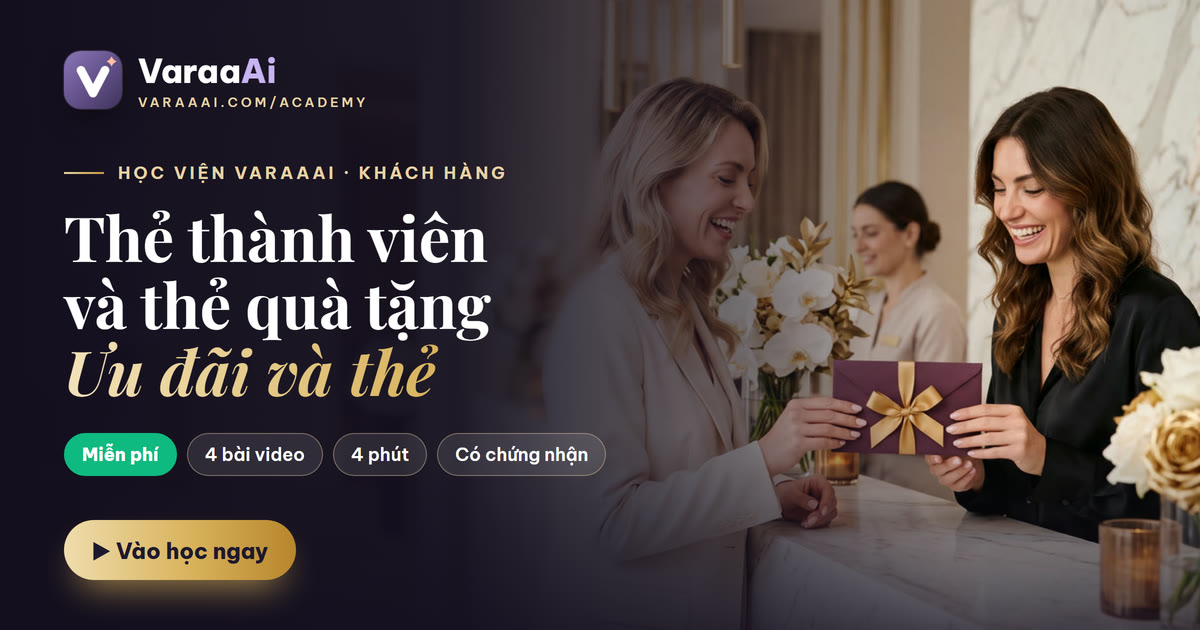 VaraaAi
VARAAAI.COM/ACADEMY
HỌC VIỆN VARAAAI · KHÁCH HÀNG
Thẻ thành viên
và thẻ quà tặng
Ưu đãi và thẻ
Miễn phí
4 bài video
4 phút
Có chứng nhận
▶ Vào học ngay